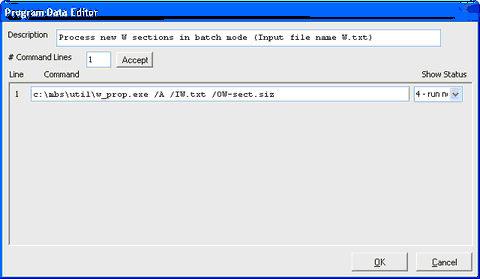 Program Data Editor
Description Process new W sections in batch mode (Input file name W.txt)
# Command Lines 1 Accept
Line Command Show Status
1 c:\mbs\util\w_prop.exe /A /IW.txt /OW-sect.siz 4 - run
OK Cancel